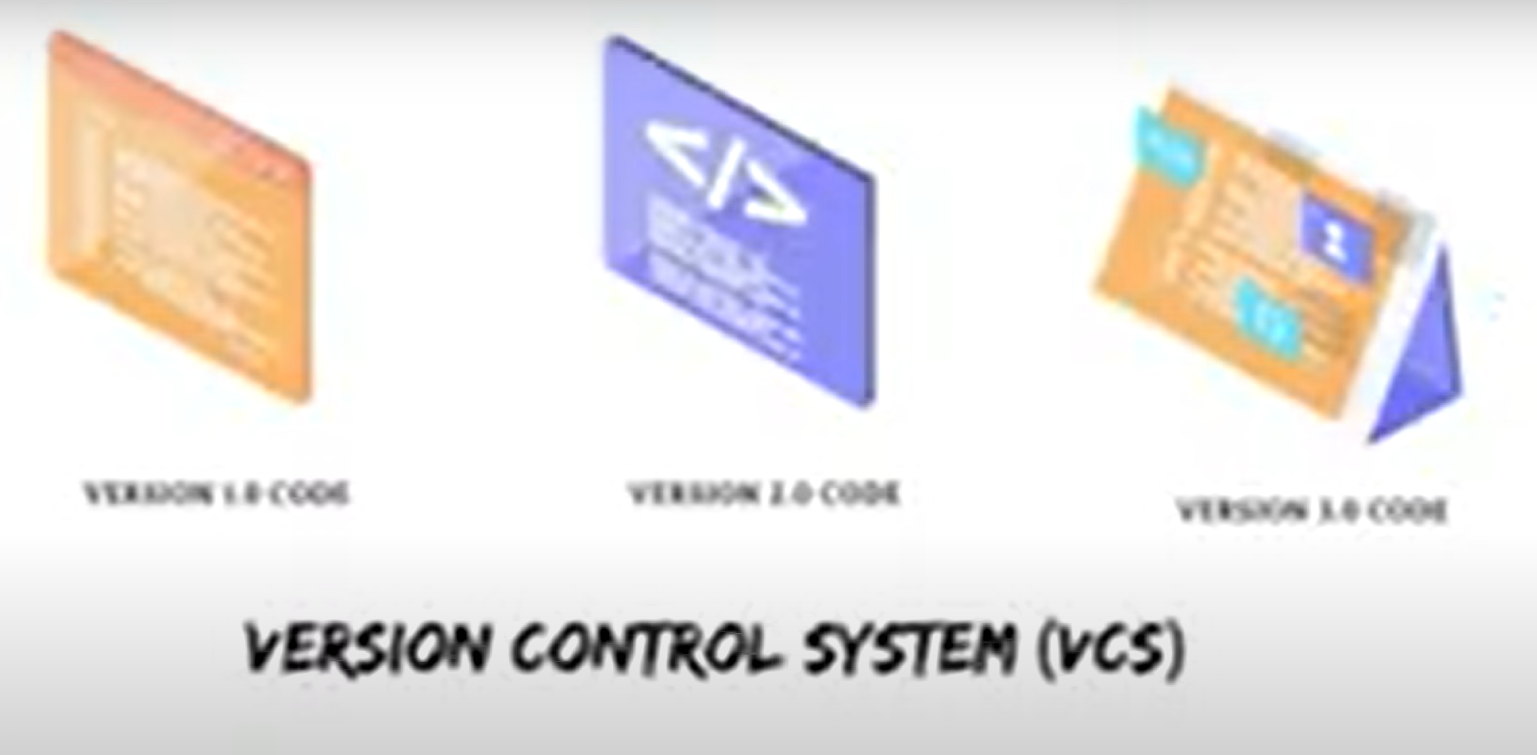 VERSION 1.0 CODE
VERSION 2.0 CODE
VERSION 3.0 CODE
</>
VERSION CONTROL SYSTEM (VCS)